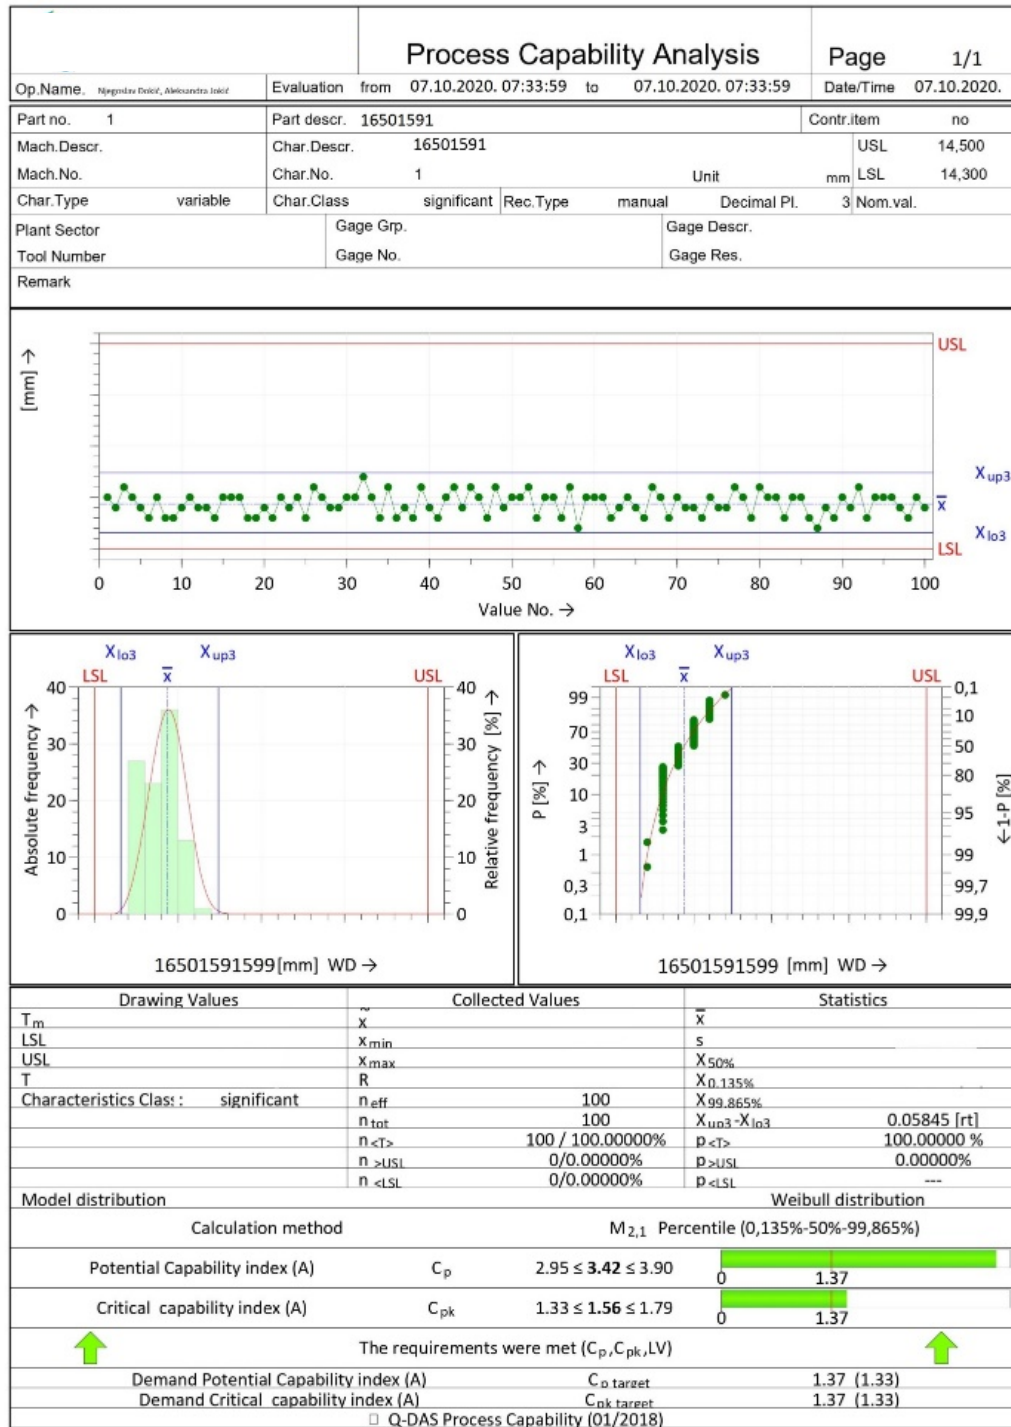 Process Capability Analysis Page 1/1
Op.Name. Njegoslav Đokić, Aleksandra Jokić Evaluation from 07.10.2020. 07:33:59 to 07.10.2020. 07:33:59 Date/Time 07.10.2020.
Part no. 1 Part descr. 16501591 Contr.item no
Mach.Descr. Char.Descr. 16501591 USL 14,500
Mach.No. Char.No. 1 Unit mm LSL 14,300
Char.Type variable Char.Class significant Rec.Type manual Decimal Pl. 3 Nom.val.
Plant Sector Gage Grp. Gage Descr.
Tool Number Gage No. Gage Res.
Remark
[mm] →
USL
Xup3
x̄
Xlo3
LSL
0 10 20 30 40 50 60 70 80 90 100
Value No. →
Xlo3 Xup3
LSL x̄ USL
40 40
30 30
20 20
10 10
0 0
Absolute frequency →
Relative frequency [%] →
16501591599[mm] WD →
Xlo3 Xup3
LSL x̄ USL
99 0,1
70 10
30 50
10 80
3 95
1 99
0,3 99,7
0,1 99,9
P [%] →
←1-P [%]
16501591599 [mm] WD →
Drawing Values Collected Values Statistics
Tm x̃ x̄
LSL xmin s
USL xmax X50%
T R X0.135%
Characteristics Class : significant neff 100 X99.865%
ntot 100 Xup3-Xlo3 0.05845 [rt]
n<T> 100 / 100.00000% p<T> 100.00000 %
n >USL 0/0.00000% p>USL 0.00000%
n <LSL 0/0.00000% p<LSL ---
Model distribution Weibull distribution
Calculation method M2,1 Percentile (0,135%-50%-99,865%)
Potential Capability index (A) Cp 2.95 ≤ 3.42 ≤ 3.90 0 1.37
Critical capability index (A) Cpk 1.33 ≤ 1.56 ≤ 1.79 0 1.37
The requirements were met (Cp,Cpk,LV)
Demand Potential Capability index (A) Cp target 1.37 (1.33)
Demand Critical capability index (A) Cpk target 1.37 (1.33)
□ Q-DAS Process Capability (01/2018)